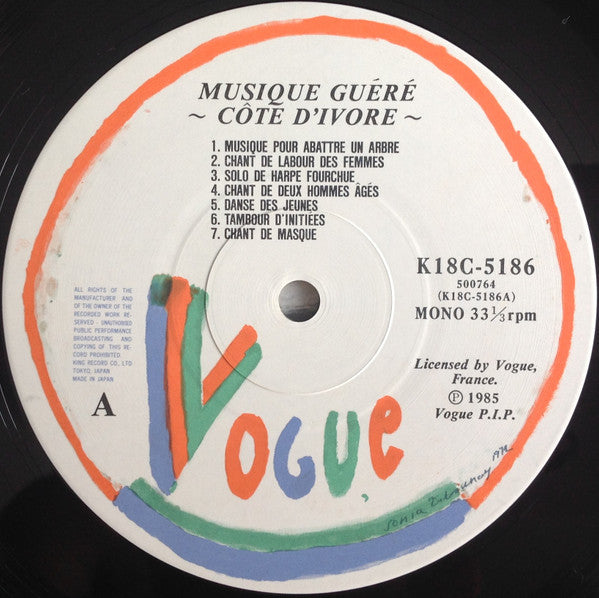 MUSIQUE GUÉRÉ
~ CÔTE D'IVORE ~
1. MUSIQUE POUR ABATTRE UN ARBRE
2. CHANT DE LABOUR DES FEMMES
3. SOLO DE HARPE FOURCHUE
4. CHANT DE DEUX HOMMES ÂGÉS
5. DANSE DES JEUNES
6. TAMBOUR D'INITIÉES
7. CHANT DE MASQUE
K18C-5186
500764
(K18C-5186A)
MONO 33⅓rpm
ALL RIGHTS OF THE
MANUFACTURER AND
OF THE OWNER OF THE
RECORDED WORK RE-
SERVED - UNAUTHORISED
PUBLIC PERFORMANCE
BROADCASTING AND
COPYING OF THIS RE-
CORD PROHIBITED.
KING RECORD CO., LTD
TOKYO, JAPAN
MADE IN JAPAN
A
Licensed by Vogue,
France.
Ⓟ 1985
Vogue P.I.P.
VOGUE
Sonia Delaunay